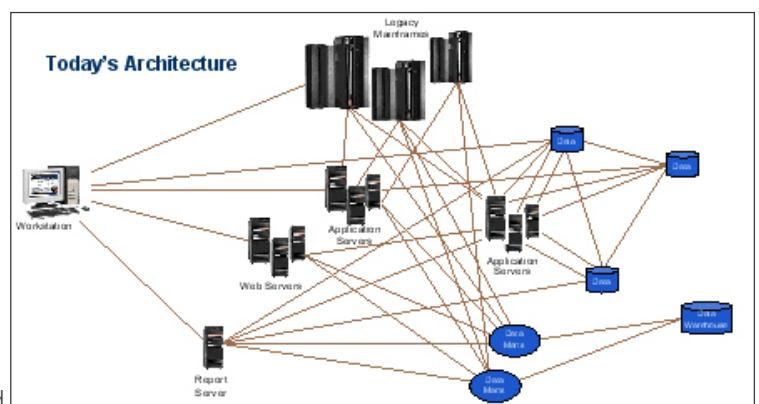 Legacy
Mainframes
Today's Architecture
Data
Data
Workstation
Application
Servers
Application
Servers
Web Servers
Data
Data
Warehouse
Data
Marts
Data
Marts
Report
Server